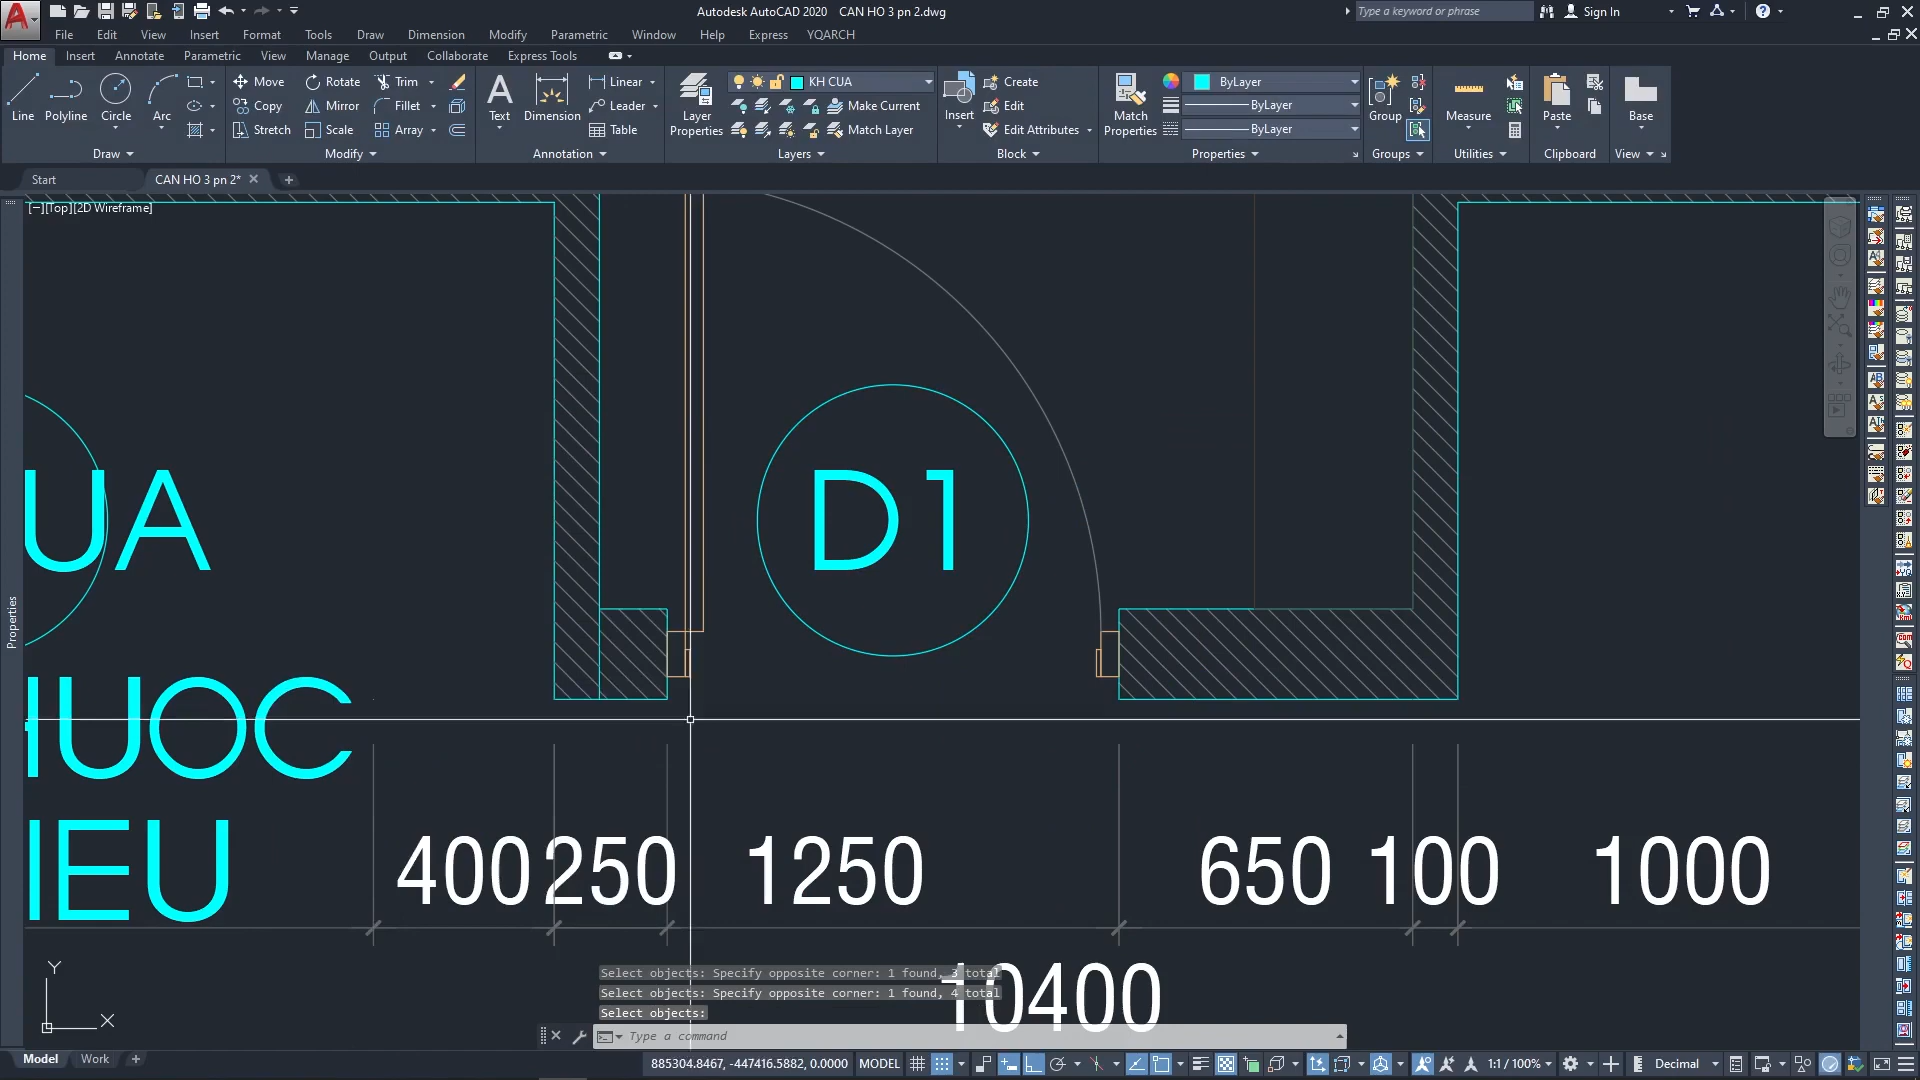 Autodesk AutoCAD 2020 CAN HO 3 pn 2.dwg
Type a keyword or phrase
Sign In
File Edit View Insert Format Tools Draw Dimension Modify Parametric Window Help Express YQARCH
Home Insert Annotate Parametric View Manage Output Collaborate Express Tools
Line Polyline Circle Arc
Move Rotate Trim
Copy Mirror Fillet
Stretch Scale Array
Text Dimension
Linear
Leader
Table
Layer Properties
KH CUA
Make Current
Match Layer
Insert
Create
Edit
Edit Attributes
Match Properties
ByLayer
ByLayer
ByLayer
Group
Measure
Paste
Base
Draw Modify Annotation Layers Block Properties Groups Utilities Clipboard View
Start CAN HO 3 pn 2*
[−][Top][2D Wireframe]
D1
UA
UOC
IEU
Properties
400 250 1250 650 100 1000
10400
Select objects: Specify opposite corner: 1 found, 3 total
Select objects: Specify opposite corner: 1 found, 4 total
Select objects:
Type a command
Y
X
Model Work
885304.8467, -447416.5882, 0.0000 MODEL 1:1 / 100% Decimal